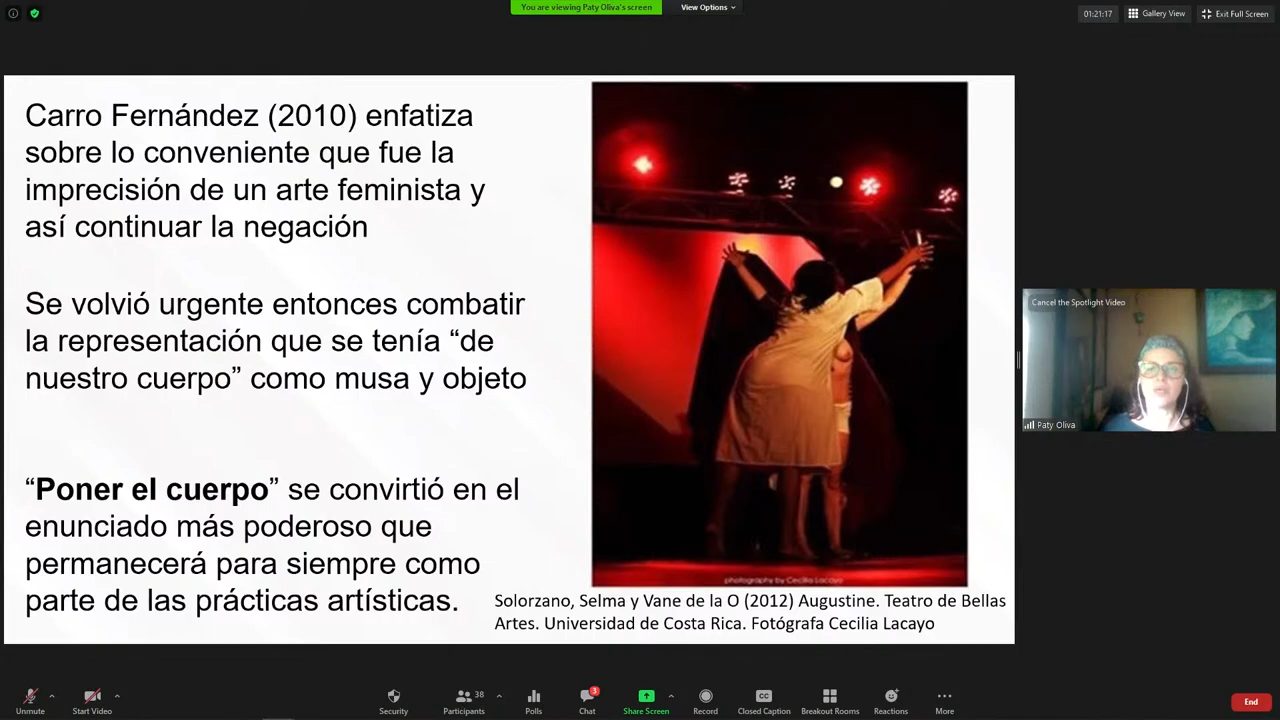 You are viewing Paty Oliva's screen
View Options
01:21:17
Gallery View
Exit Full Screen
Carro Fernández (2010) enfatiza
sobre lo conveniente que fue la
imprecisión de un arte feminista y
así continuar la negación
Se volvió urgente entonces combatir
la representación que se tenía “de
nuestro cuerpo” como musa y objeto
“Poner el cuerpo” se convirtió en el
enunciado más poderoso que
permanecerá para siempre como
parte de las prácticas artísticas.
photography by Cecilia Lacayo
Solorzano, Selma y Vane de la O (2012) Augustine. Teatro de Bellas
Artes. Universidad de Costa Rica. Fotógrafa Cecilia Lacayo
Cancel the Spotlight Video
Paty Oliva
Unmute
Start Video
Security
Participants
38
Polls
Chat
3
Share Screen
Record
CC
Closed Caption
Breakout Rooms
Reactions
More
End